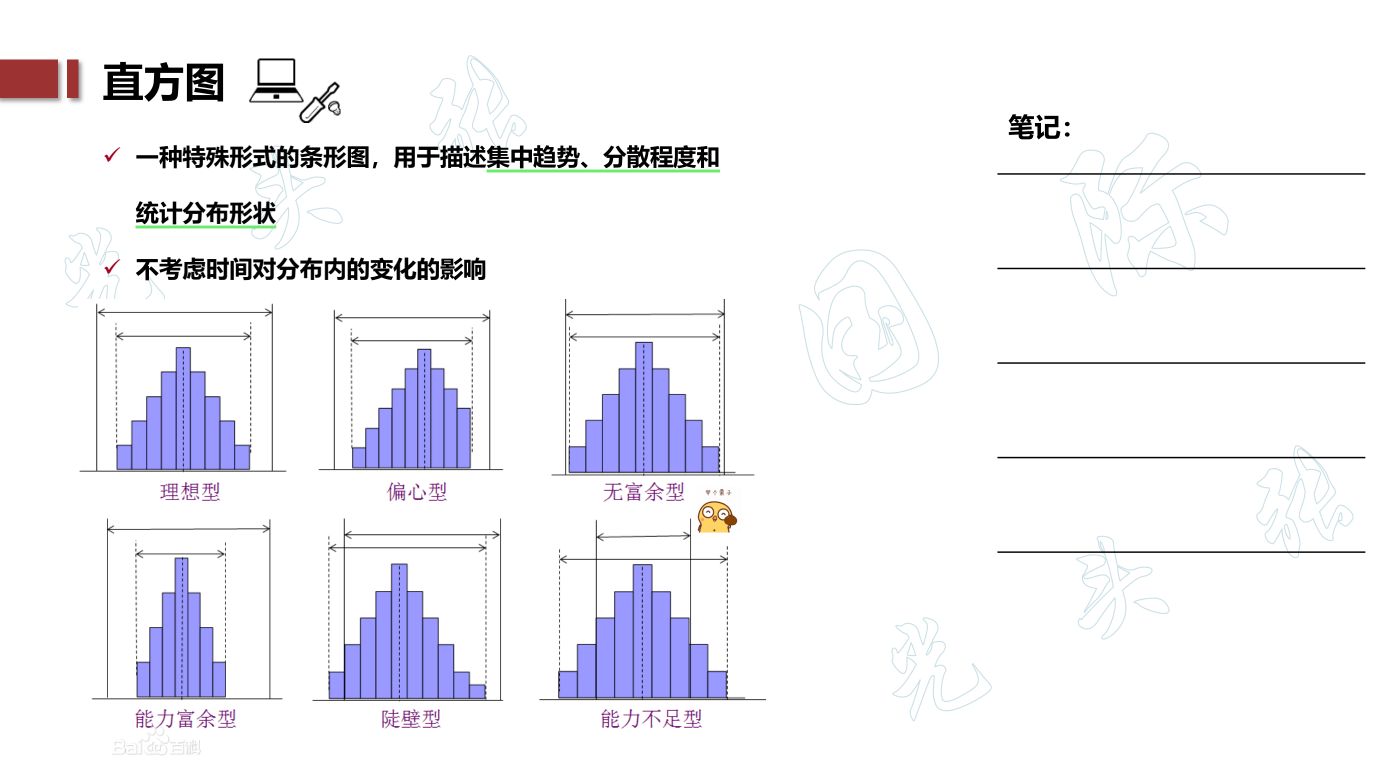 直方图
一种特殊形式的条形图，用于描述集中趋势、分散程度和
统计分布形状
不考虑时间对分布内的变化的影响
理想型
偏心型
无富余型
举个栗子
能力富余型
陡壁型
能力不足型
Bai百科
笔记：